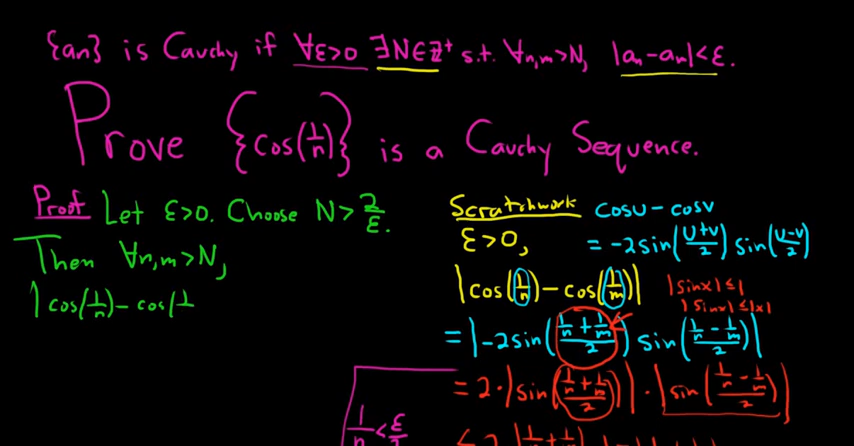 {an} is Cauchy if ∀ε>0 ∃N∈ℤ⁺ s.t. ∀n,m>N, |an-am|<ε.
Prove {cos(1/n)} is a Cauchy Sequence.
Proof Let ε>0. Choose N>2/ε.
Then ∀n,m>N,
|cos(1/n)-cos(1
Scratchwork cosu-cosv
ε>0, = -2sin((u+v)/2)sin((u-v)/2)
|cos(1/n)-cos(1/m)| |sinx|≤1
|sinx|≤|x|
= |-2sin((1/n+1/m)/2)sin((1/n-1/m)/2)|
= 2·|sin((1/n+1/m)/2)|·|sin((1/n-1/m)/2)|
1/n<ε/2